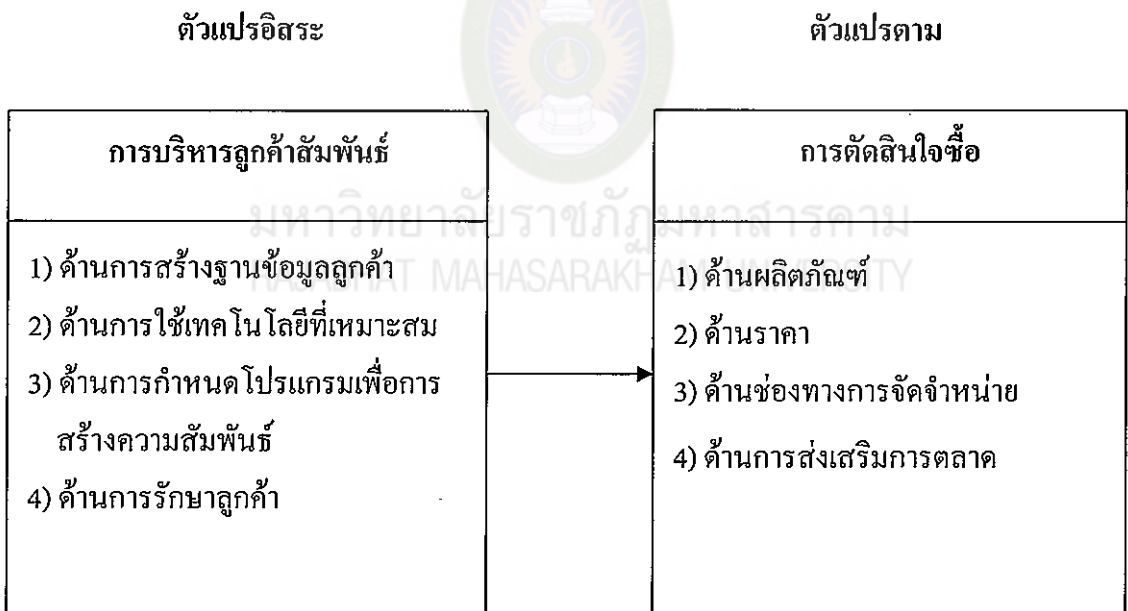 ตัวแปรอิสระ
ตัวแปรตาม
การบริหารลูกค้าสัมพันธ์
1) ด้านการสร้างฐานข้อมูลลูกค้า
2) ด้านการใช้เทคโนโลยีที่เหมาะสม
3) ด้านการกำหนดโปรแกรมเพื่อการ
สร้างความสัมพันธ์
4) ด้านการรักษาลูกค้า
การตัดสินใจซื้อ
1) ด้านผลิตภัณฑ์
2) ด้านราคา
3) ด้านช่องทางการจัดจำหน่าย
4) ด้านการส่งเสริมการตลาด
มหาวิทยาลัยราชภัฏมหาสารคาม
RAJABHAT MAHASARAKHAM UNIVERSITY